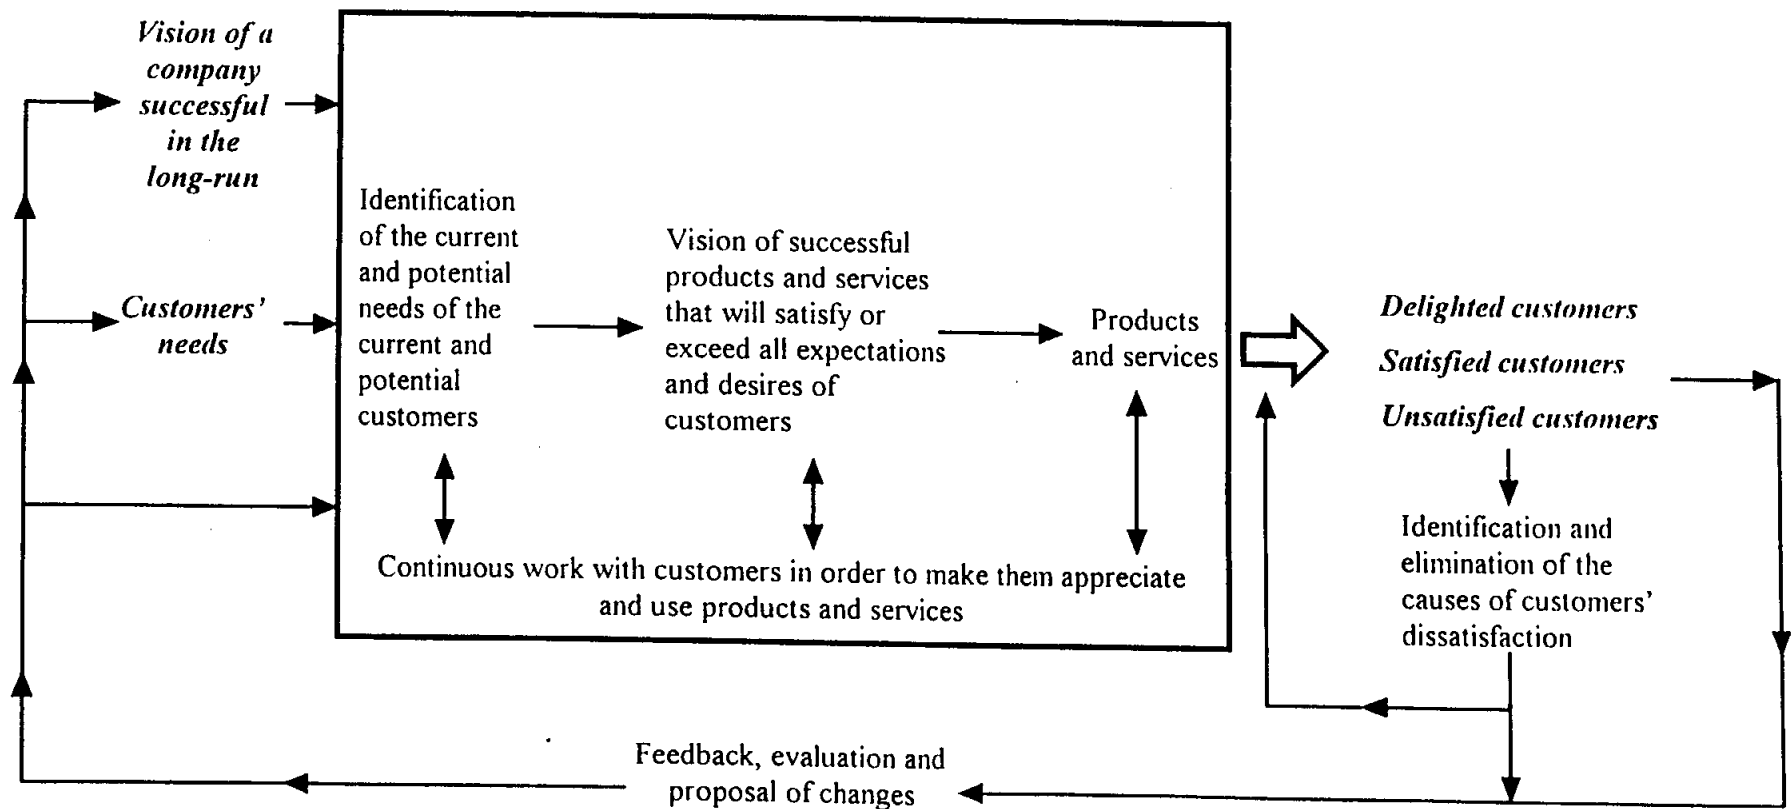 Vision of a
company
successful
in the
long-run
Customers'
needs
Identification
of the current
and potential
needs of the
current and
potential
customers
Vision of successful
products and services
that will satisfy or
exceed all expectations
and desires of
customers
Products
and services
Continuous work with customers in order to make them appreciate
and use products and services
Delighted customers
Satisfied customers
Unsatisfied customers
Identification and
elimination of the
causes of customers'
dissatisfaction
Feedback, evaluation and
proposal of changes